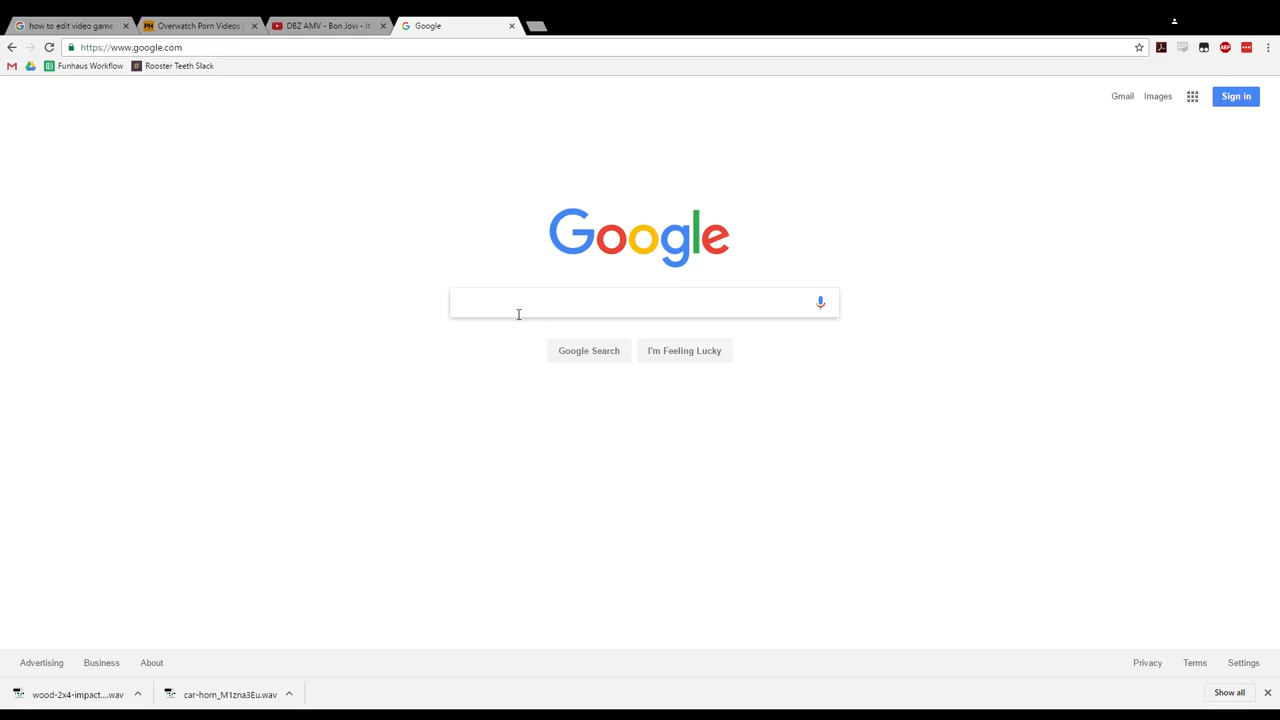 how to edit video game
Overwatch Porn Videos |
DBZ AMV - Bon Jovi - It'
Google
https://www.google.com
Funhaus Workflow
Rooster Teeth Slack
Gmail
Images
Sign in
Google
Google Search
I'm Feeling Lucky
Advertising
Business
About
Privacy
Terms
Settings
wood-2x4-impact....wav
car-horn_M1zna3Eu.wav
Show all